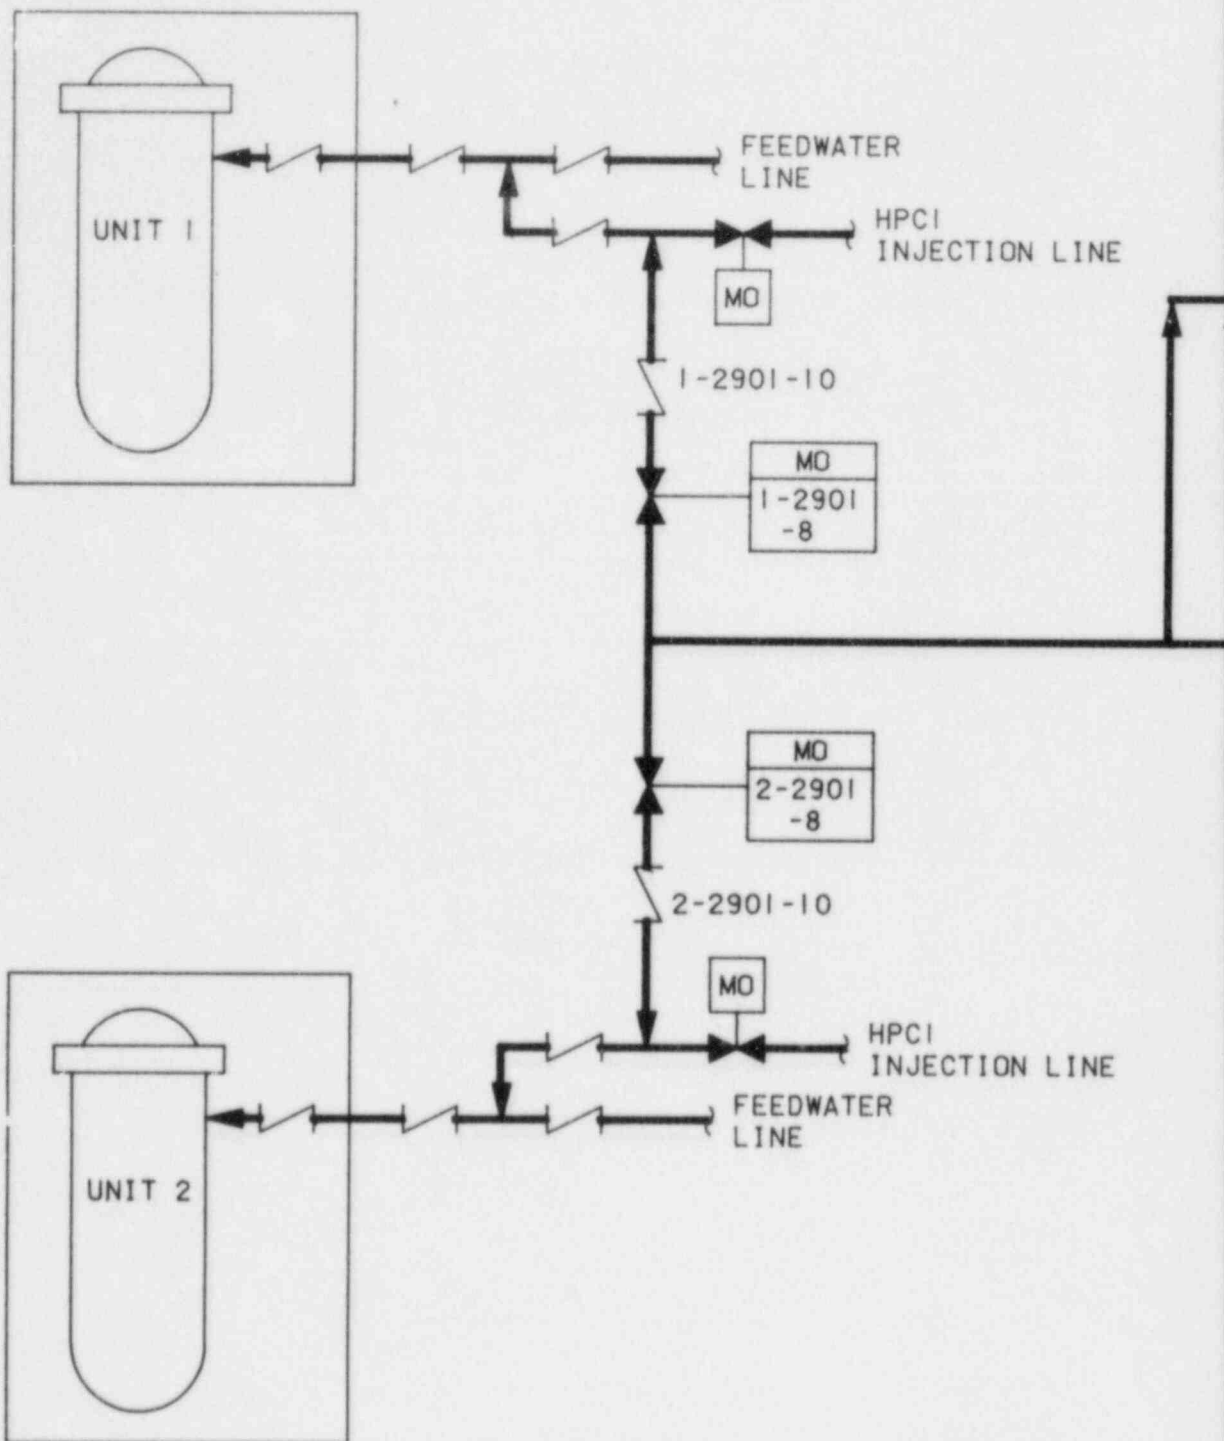 FEEDWATER
LINE
UNIT 1
HPCI
INJECTION LINE
MO
1-2901-10
MO
1-2901
-8
MO
2-2901
-8
2-2901-10
MO
HPCI
INJECTION LINE
FEEDWATER
LINE
UNIT 2